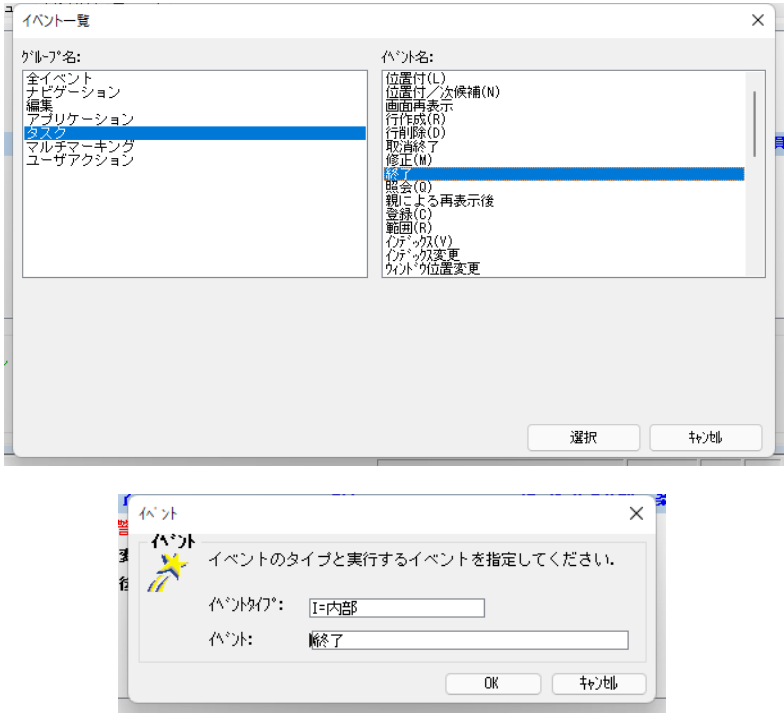 イベント一覧
グループ名:
イベント名:
全イベント
ナビゲーション
編集
アプリケーション
タスク
マルチマーキング
ユーザアクション
位置付(L)
位置付/次候補(N)
画面再表示
行作成(R)
行削除(D)
取消終了
修正(M)
終了
照会(Q)
親による再表示後
登録(C)
範囲(R)
インデックス(V)
インデックス変更
ウィンドウ位置変更
選択
キャンセル
イベント
イベント
イベントのタイプと実行するイベントを指定してください.
イベントタイプ:
I=内部
イベント:
終了
OK
キャンセル